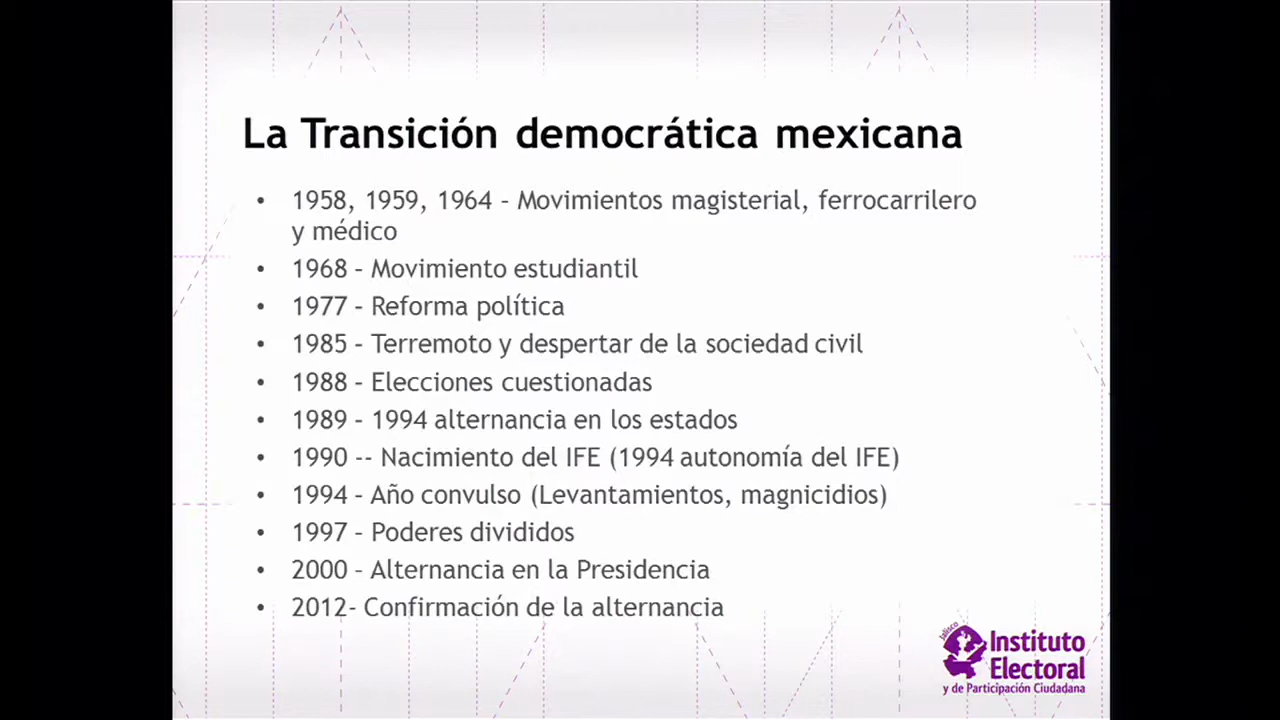 La Transición democrática mexicana
• 1958, 1959, 1964 – Movimientos magisterial, ferrocarrilero
y médico
• 1968 – Movimiento estudiantil
• 1977 – Reforma política
• 1985 – Terremoto y despertar de la sociedad civil
• 1988 – Elecciones cuestionadas
• 1989 – 1994 alternancia en los estados
• 1990 -- Nacimiento del IFE (1994 autonomía del IFE)
• 1994 – Año convulso (Levantamientos, magnicidios)
• 1997 – Poderes divididos
• 2000 – Alternancia en la Presidencia
• 2012- Confirmación de la alternancia
Jalisco
Instituto
Electoral
y de Participación Ciudadana